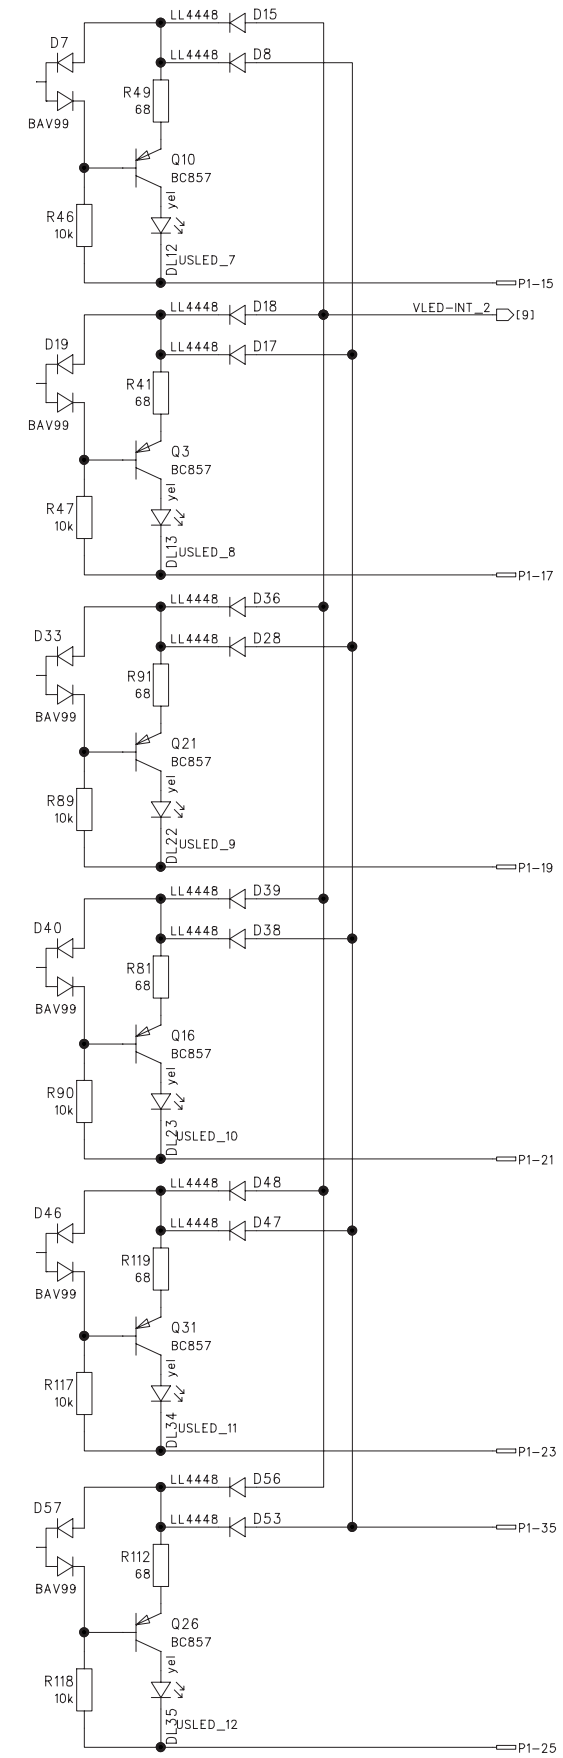 LL4448 D15
D7
LL4448 D8
R49
68
BAV99
Q10
BC857
yel
R46
10k
DL12
USLED_7
P1-15
LL4448 D18
VLED-INT_2
[9]
D19
LL4448 D17
R41
68
BAV99
Q3
BC857
yel
R47
10k
DL13
USLED_8
P1-17
LL4448 D36
D33
LL4448 D28
R91
68
BAV99
Q21
BC857
yel
R89
10k
DL22
USLED_9
P1-19
LL4448 D39
D40
LL4448 D38
R81
68
BAV99
Q16
BC857
yel
R90
10k
DL23
USLED_10
P1-21
LL4448 D48
D46
LL4448 D47
R119
68
BAV99
Q31
BC857
yel
R117
10k
DL34
USLED_11
P1-23
LL4448 D56
D57
LL4448 D53
P1-35
R112
68
BAV99
Q26
BC857
yel
R118
10k
DL35
USLED_12
P1-25